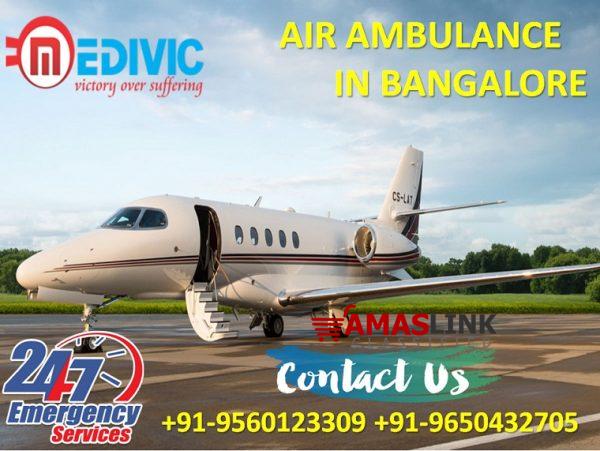 MEDIVIC
victory over suffering
AIR AMBULANCE
IN BANGALORE
CS-LAT
AMASLINK
CLASSIFIED
24/7
Emergency
Services
Contact Us
+91-9560123309 +91-9650432705